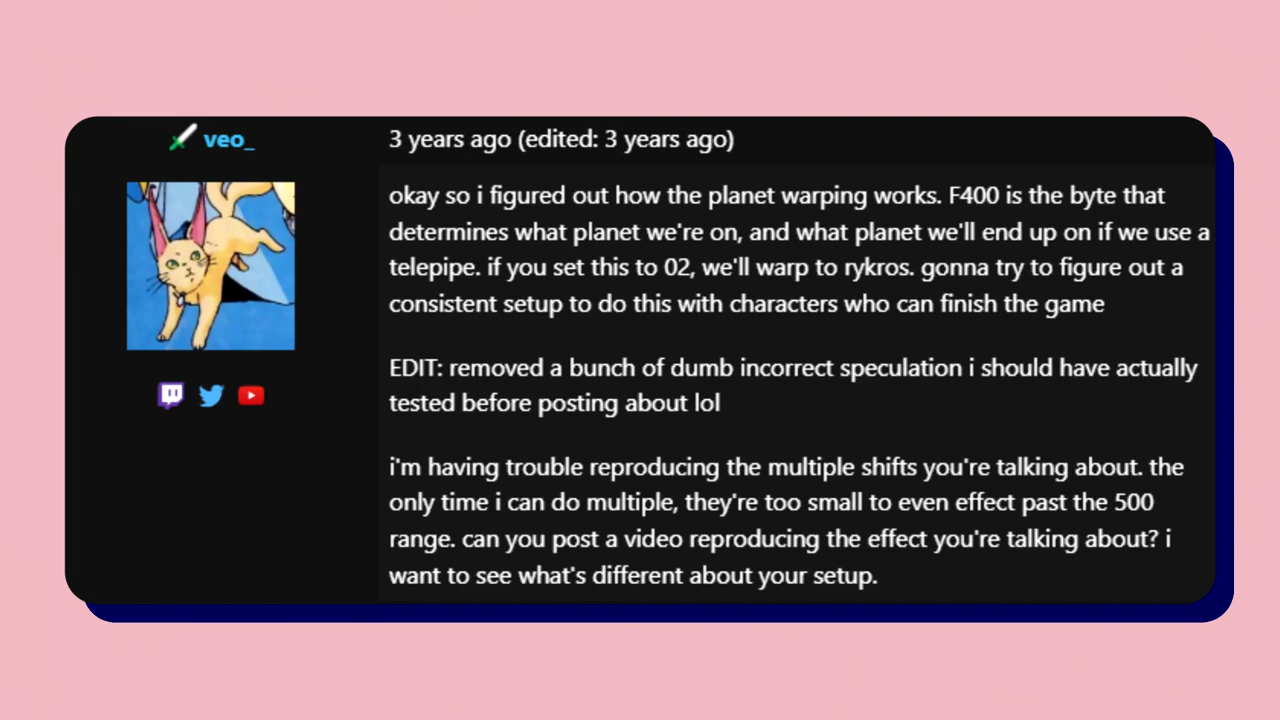 veo_
3 years ago (edited: 3 years ago)
okay so i figured out how the planet warping works. F400 is the byte that
determines what planet we're on, and what planet we'll end up on if we use a
telepipe. if you set this to 02, we'll warp to rykros. gonna try to figure out a
consistent setup to do this with characters who can finish the game
EDIT: removed a bunch of dumb incorrect speculation i should have actually
tested before posting about lol
i'm having trouble reproducing the multiple shifts you're talking about. the
only time i can do multiple, they're too small to even effect past the 500
range. can you post a video reproducing the effect you're talking about? i
want to see what's different about your setup.